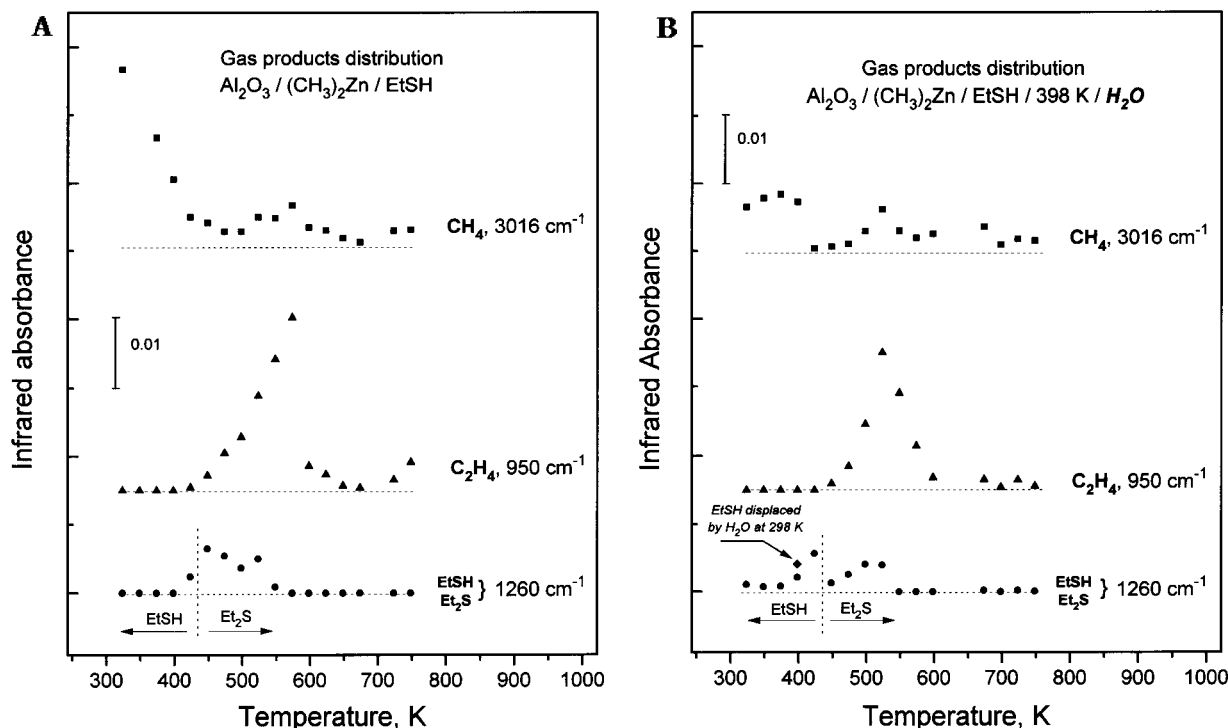 A
Gas products distribution
Al₂O₃ / (CH₃)₂Zn / EtSH
CH₄, 3016 cm⁻¹
0.01
C₂H₄, 950 cm⁻¹
EtSH
Et₂S } 1260 cm⁻¹
EtSH Et₂S
300 400 500 600 700 800 900 1000
Temperature, K
Infrared absorbance
B
Gas products distribution
Al₂O₃ / (CH₃)₂Zn / EtSH / 398 K / H₂O
0.01
CH₄, 3016 cm⁻¹
C₂H₄, 950 cm⁻¹
EtSH displaced
by H₂O at 298 K
EtSH
Et₂S } 1260 cm⁻¹
EtSH Et₂S
300 400 500 600 700 800 900 1000
Temperature, K
Infrared Absorbance